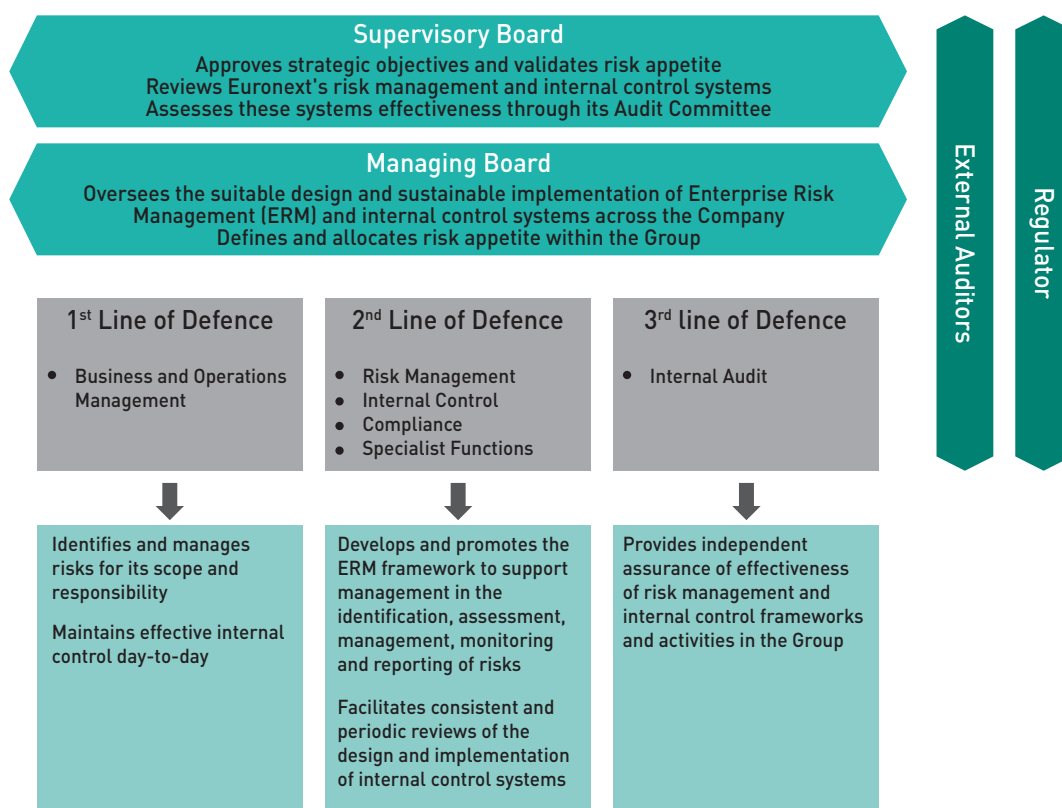 Supervisory Board
Approves strategic objectives and validates risk appetite
Reviews Euronext's risk management and internal control systems
Assesses these systems effectiveness through its Audit Committee
Managing Board
Oversees the suitable design and sustainable implementation of Enterprise Risk
Management (ERM) and internal control systems across the Company
Defines and allocates risk appetite within the Group
External Auditors
Regulator
1st Line of Defence
• Business and Operations
Management
2nd Line of Defence
• Risk Management
• Internal Control
• Compliance
• Specialist Functions
3rd line of Defence
• Internal Audit
Identifies and manages
risks for its scope and
responsibility
Maintains effective internal
control day-to-day
Develops and promotes the
ERM framework to support
management in the
identification, assessment,
management, monitoring
and reporting of risks
Facilitates consistent and
periodic reviews of the
design and implementation
of internal control systems
Provides independent
assurance of effectiveness
of risk management and
internal control frameworks
and activities in the Group